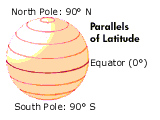 North Pole: 90° N
Parallels
of Latitude
Equator (0°)
South Pole: 90° S